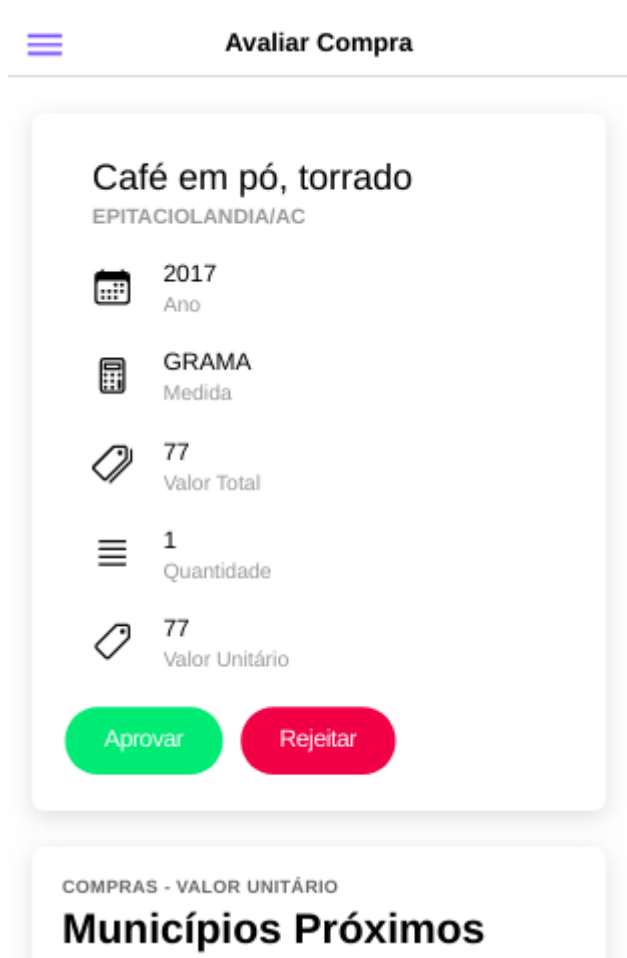 Avaliar Compra
Café em pó, torrado
EPITACIOLANDIA/AC
2017
Ano
GRAMA
Medida
77
Valor Total
1
Quantidade
77
Valor Unitário
Aprovar Rejeitar
COMPRAS - VALOR UNITÁRIO
Municípios Próximos